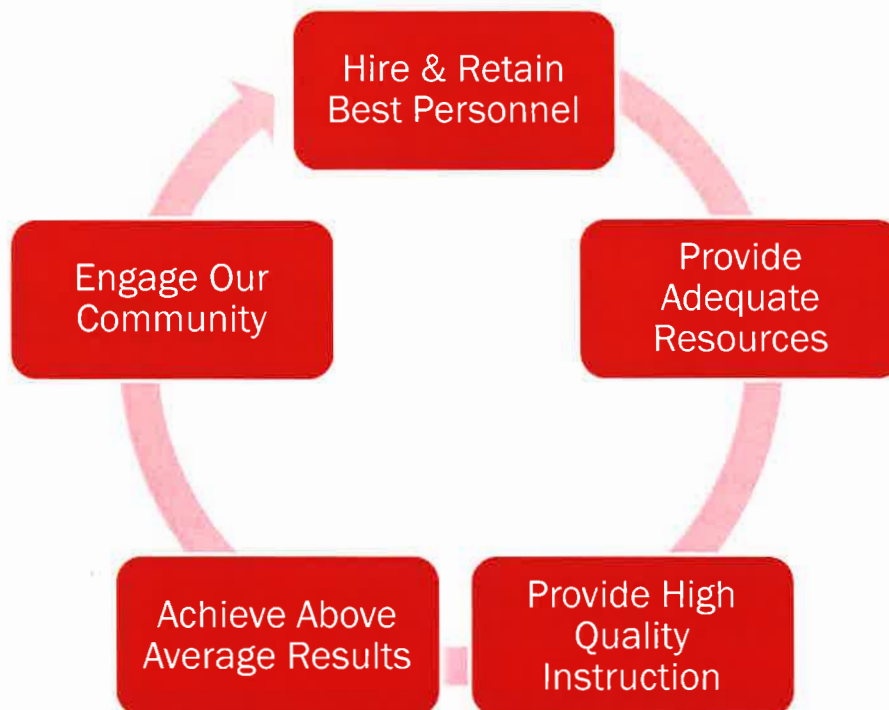 Hire & Retain
Best Personnel
Provide
Adequate
Resources
Provide High
Quality
Instruction
Achieve Above
Average Results
Engage Our
Community